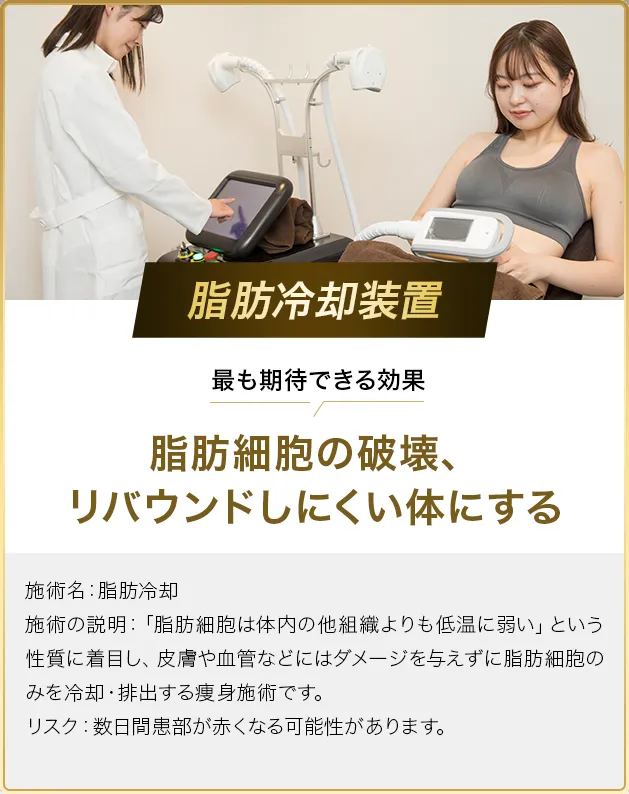 脂肪冷却装置
最も期待できる効果
脂肪細胞の破壊、
リバウンドしにくい体にする
施術名：脂肪冷却
施術の説明：「脂肪細胞は体内の他組織よりも低温に弱い」という
性質に着目し、皮膚や血管などにはダメージを与えずに脂肪細胞の
みを冷却・排出する痩身施術です。
リスク：数日間患部が赤くなる可能性があります。